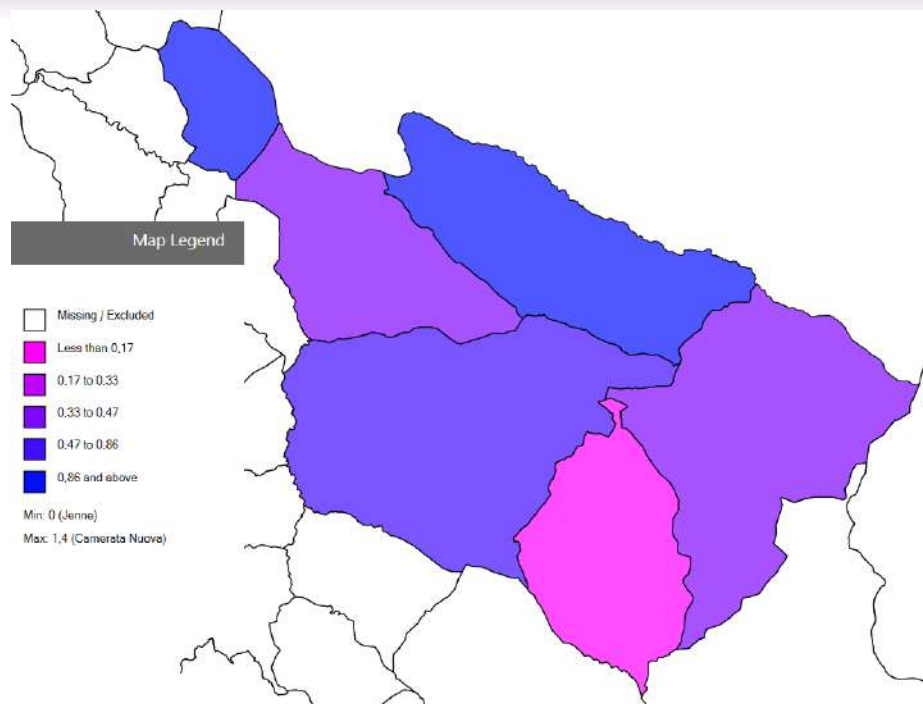 Map Legend
Missing / Excluded
Less than 0,17
0.17 to 0.33
0.33 to 0.47
0.47 to 0.86
0,86 and above
Min: 0 (Jenne)
Max: 1,4 (Camerata Nuova)